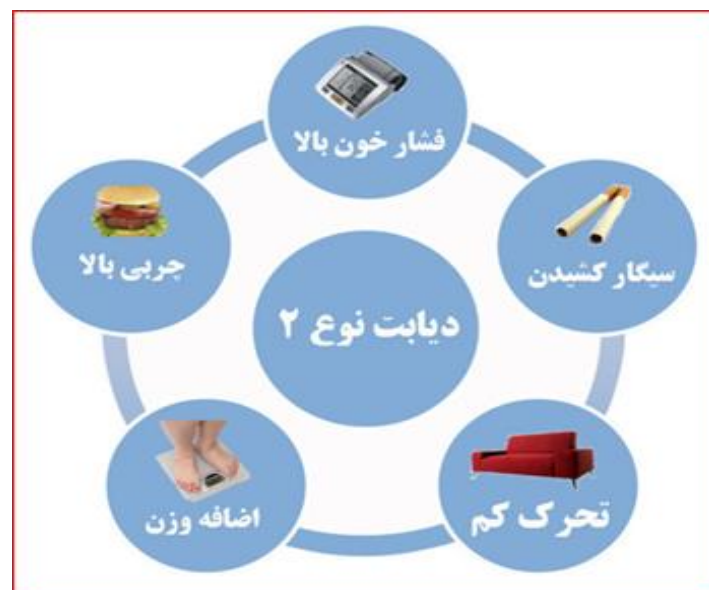 فشار خون بالا
سیگار کشیدن
چربی بالا
دیابت نوع ۲
تحرک کم
اضافه وزن